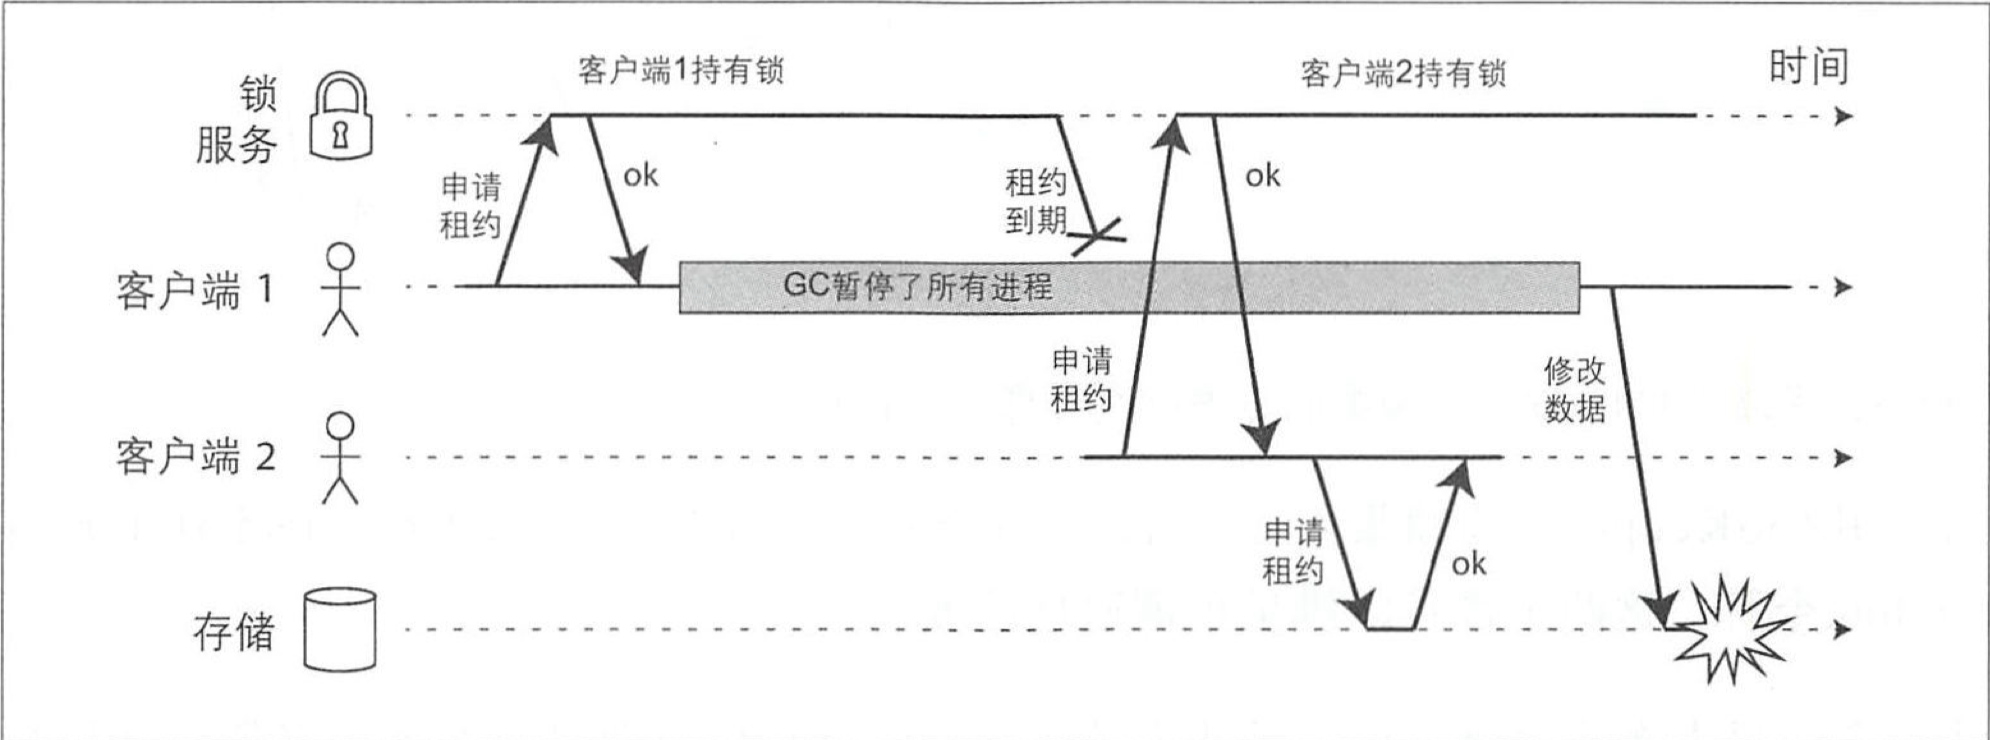 客户端1持有锁
客户端2持有锁
时间
锁
服务
申请
租约
ok
租约
到期
ok
客户端 1
GC暂停了所有进程
申请
租约
修改
数据
客户端 2
申请
租约
ok
存储